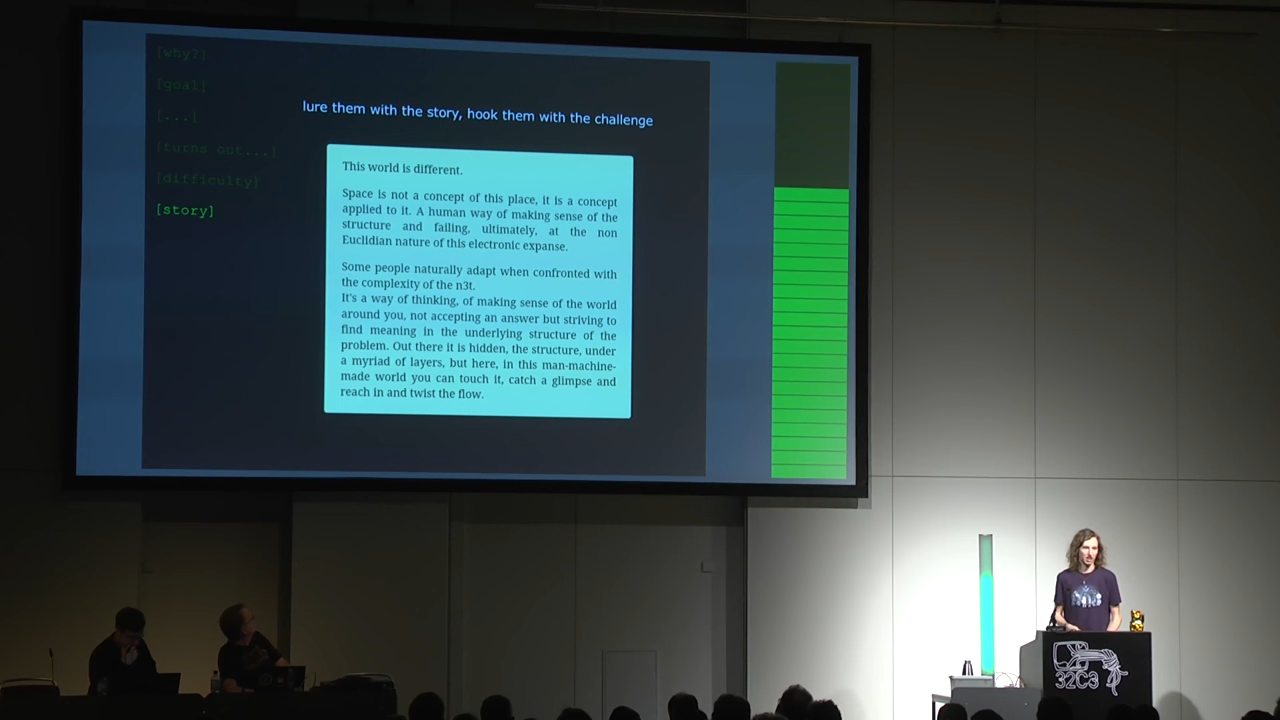 [why?]
[goal]
[...]
[turns out...]
[difficulty]
[story]
lure them with the story, hook them with the challenge
This world is different.
Space is not a concept of this place, it is a concept
applied to it. A human way of making sense of the
structure and failing, ultimately, at the non
Euclidian nature of this electronic expanse.
Some people naturally adapt when confronted with
the complexity of the n3t.
It's a way of thinking, of making sense of the world
around you, not accepting an answer but striving to
find meaning in the underlying structure of the
problem. Out there it is hidden, the structure, under
a myriad of layers, but here, in this man-machine-
made world you can touch it, catch a glimpse and
reach in and twist the flow.
32C3